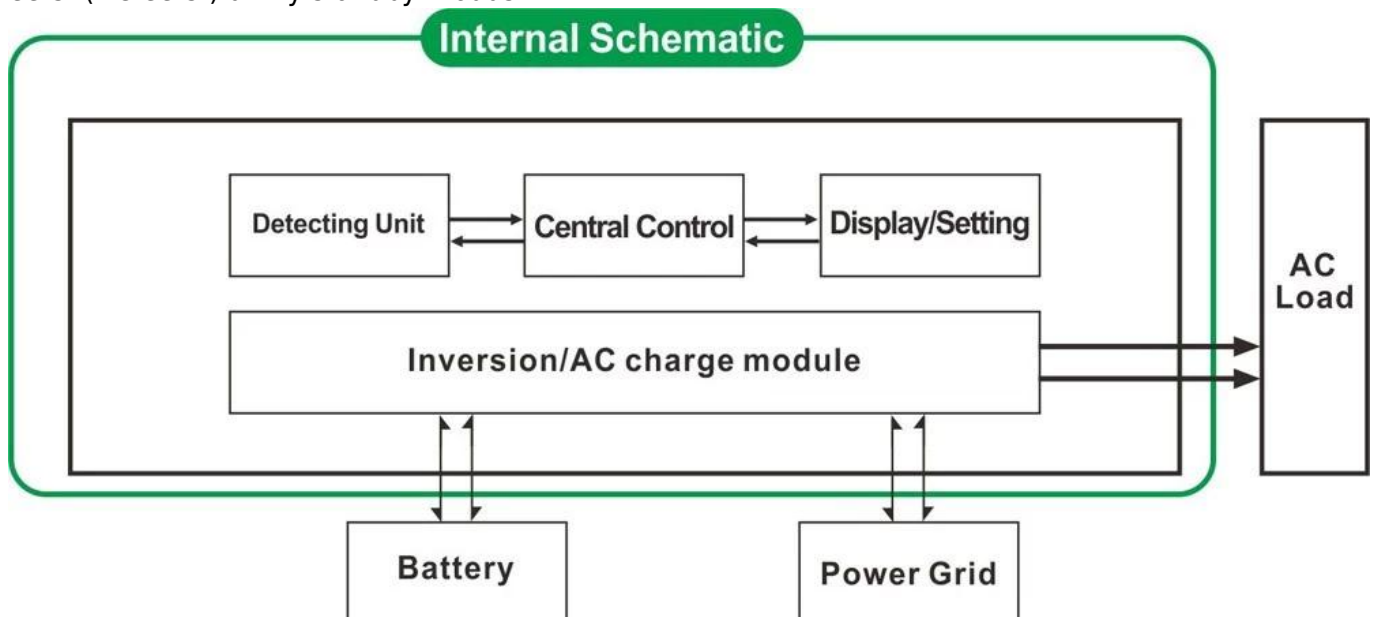 Internal Schematic
Detecting Unit
Central Control
Display/Setting
AC
Load
Inversion/AC charge module
Battery
Power Grid